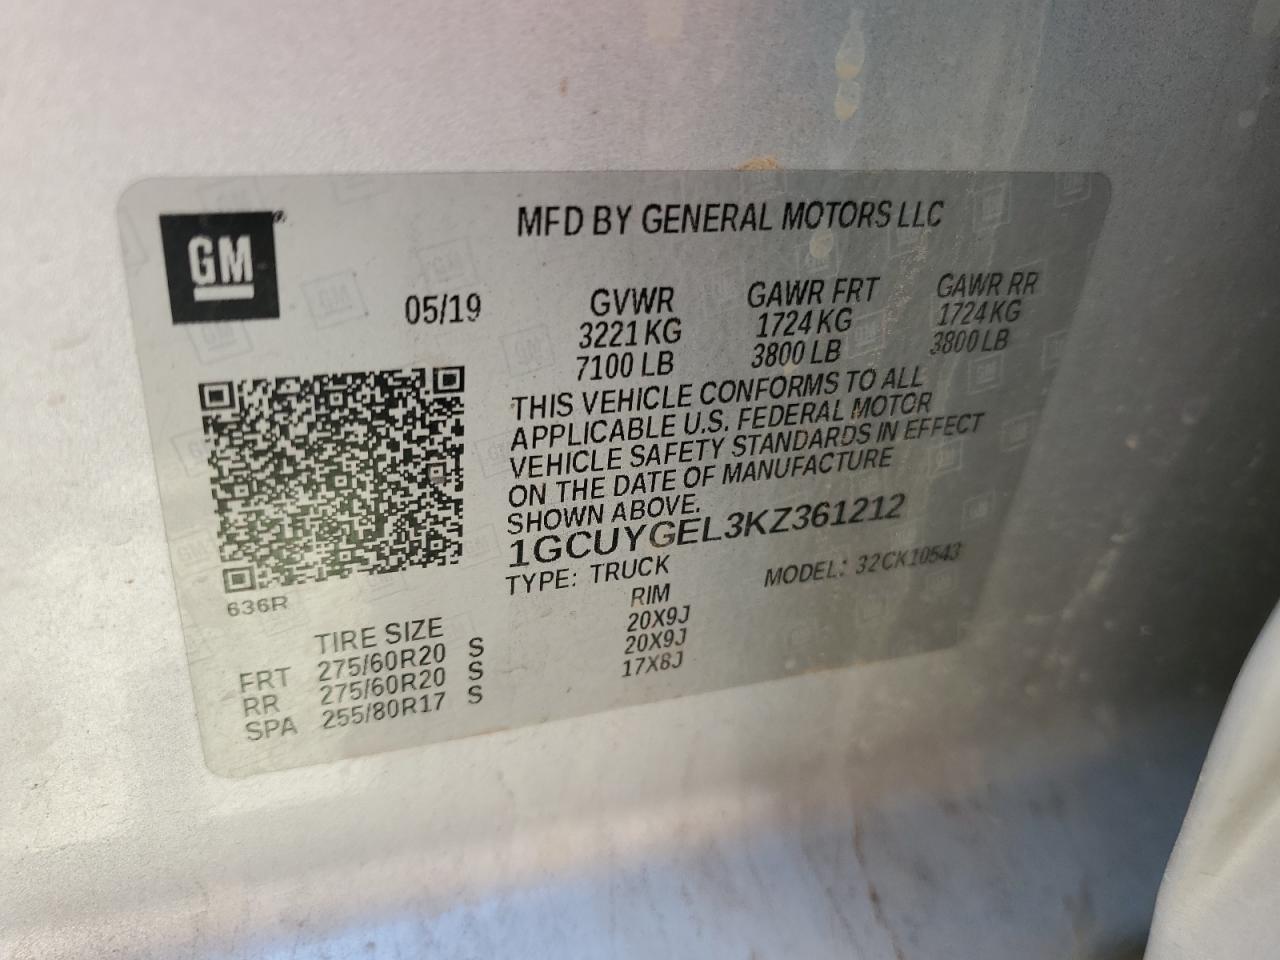 GM
MFD BY GENERAL MOTORS LLC
05/19
GVWR GAWR FRT GAWR RR
3221 KG 1724 KG 1724 KG
7100 LB 3800 LB 3800 LB
THIS VEHICLE CONFORMS TO ALL
APPLICABLE U.S. FEDERAL MOTOR
VEHICLE SAFETY STANDARDS IN EFFECT
ON THE DATE OF MANUFACTURE
SHOWN ABOVE.
1GCUYGEL3KZ361212
TYPE: TRUCK MODEL: 32CK10543
636R
TIRE SIZE RIM
FRT 275/60R20 S 20X9J
RR 275/60R20 S 20X9J
SPA 255/80R17 S 17X8J